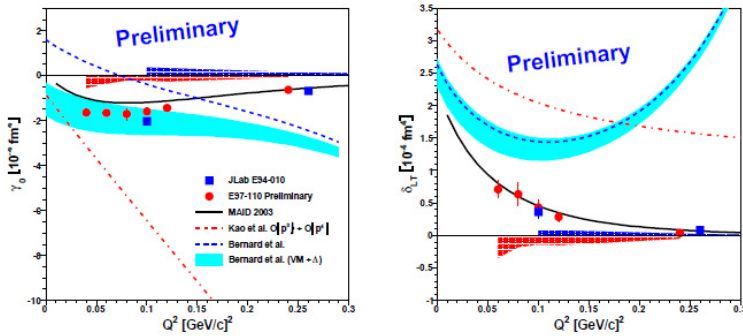 Preliminary
γ0 [10⁻⁴ fm⁴]
2
0
-2
-4
-6
-8
-10
0 0.05 0.1 0.15 0.2 0.25 0.3
Q² [GeV/c]²
JLab E94-010
E97-110 Preliminary
MAID 2003
Kao et al. O[p³] + O[p⁴]
Bernard et al.
Bernard et al. (VM + Δ)
Preliminary
δLT [10⁻⁴ fm⁴]
3.5
3
2.5
2
1.5
1
0.5
0
-0.5
-1
0 0.05 0.1 0.15 0.2 0.25 0.3
Q² [GeV/c]²